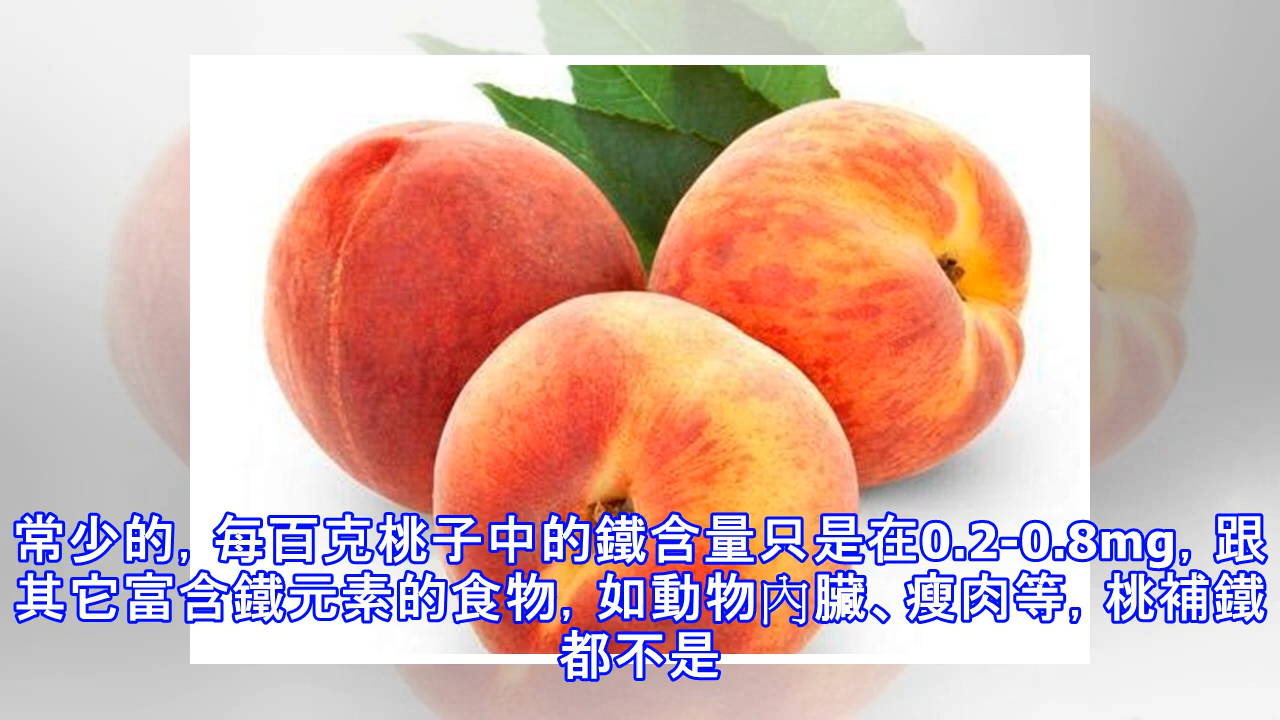 常少的, 每百克桃子中的鐵含量只是在0.2-0.8mg, 跟
其它富含鐵元素的食物, 如動物內臟、瘦肉等, 桃補鐵
都不是